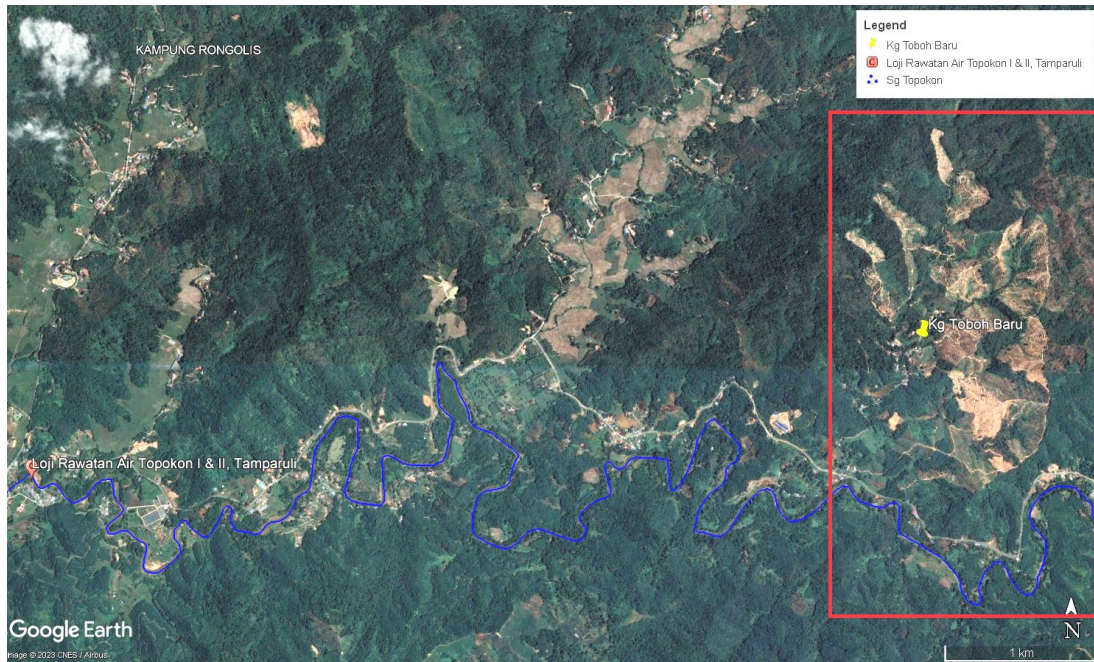 KAMPUNG RONGOLIS
Legend
Kg Toboh Baru
C Loji Rawatan Air Topokon I & II, Tamparuli
Sg Topokon
Kg Toboh Baru
Loji Rawatan Air Topokon I & II, Tamparuli
Google Earth
Image © 2023 CNES / Airbus
N
1 km